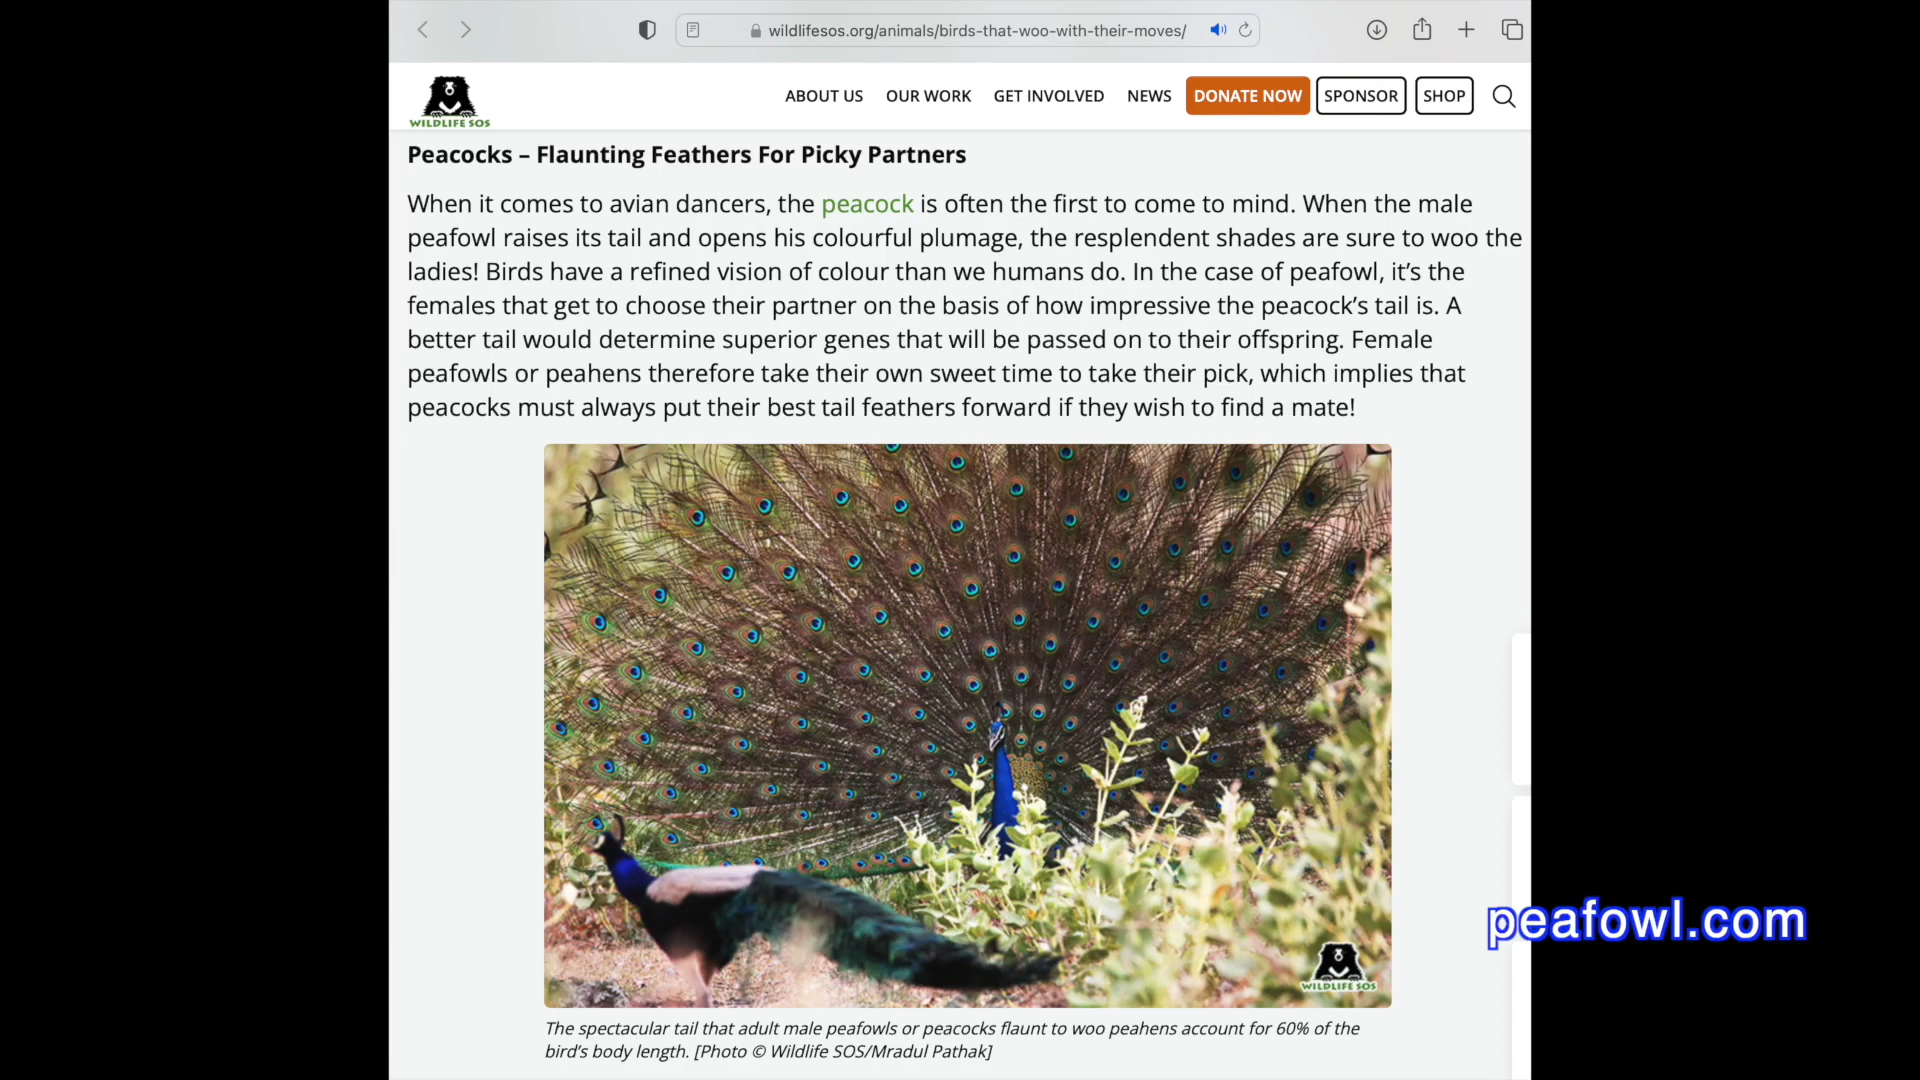 wildlifesos.org/animals/birds-that-woo-with-their-moves/
WILDLIFE SOS
ABOUT US OUR WORK GET INVOLVED NEWS DONATE NOW SPONSOR SHOP
Peacocks – Flaunting Feathers For Picky Partners
When it comes to avian dancers, the peacock is often the first to come to mind. When the male
peafowl raises its tail and opens his colourful plumage, the resplendent shades are sure to woo the
ladies! Birds have a refined vision of colour than we humans do. In the case of peafowl, it’s the
females that get to choose their partner on the basis of how impressive the peacock’s tail is. A
better tail would determine superior genes that will be passed on to their offspring. Female
peafowls or peahens therefore take their own sweet time to take their pick, which implies that
peacocks must always put their best tail feathers forward if they wish to find a mate!
peafowl.com
WILDLIFE SOS
The spectacular tail that adult male peafowls or peacocks flaunt to woo peahens account for 60% of the
bird’s body length. [Photo © Wildlife SOS/Mradul Pathak]